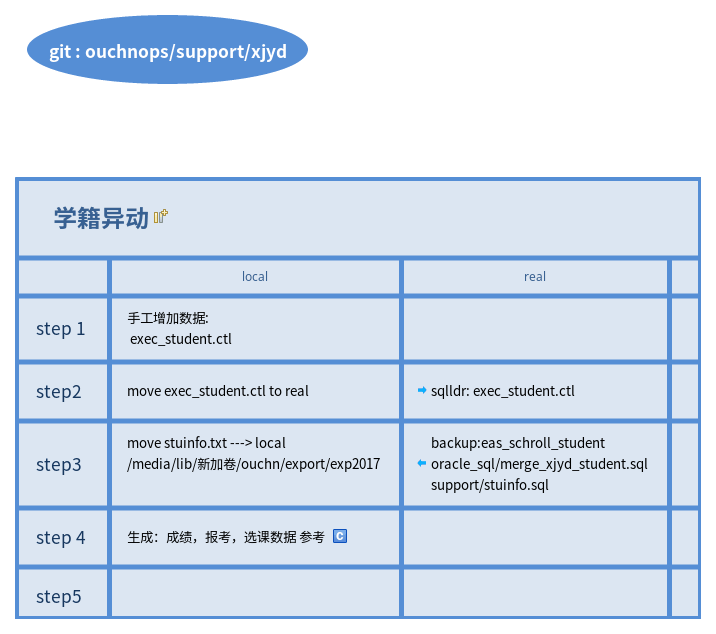 git : ouchnops/support/xjyd
学籍异动
local
real
step 1
手工增加数据:
exec_student.ctl
step2
move exec_student.ctl to real
sqlldr: exec_student.ctl
step3
move stuinfo.txt ---> local
/media/lib/新加卷/ouchn/export/exp2017
backup:eas_schroll_student
oracle_sql/merge_xjyd_student.sql
support/stuinfo.sql
step 4
生成：成绩，报考，选课数据 参考 C
step5